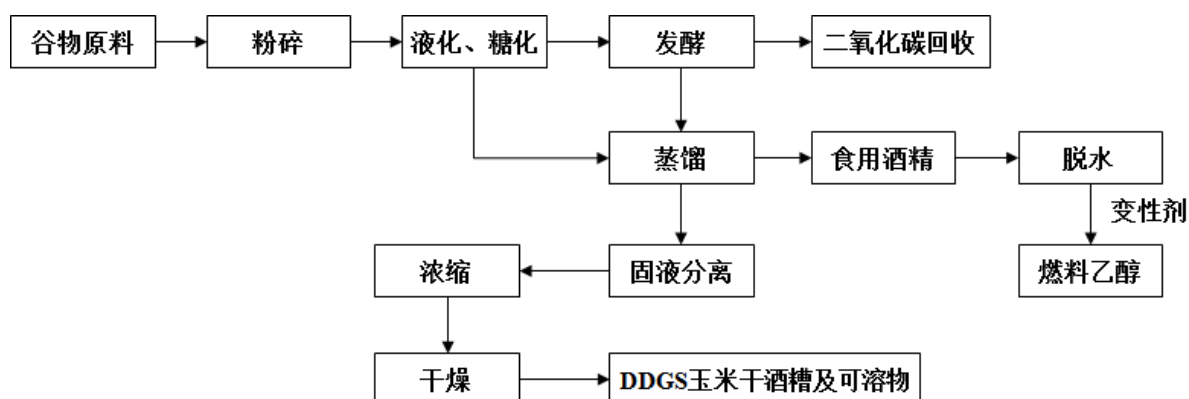 谷物原料
粉碎
液化、糖化
发酵
二氧化碳回收
蒸馏
食用酒精
脱水
变性剂
浓缩
固液分离
燃料乙醇
干燥
DDGS玉米干酒糟及可溶物